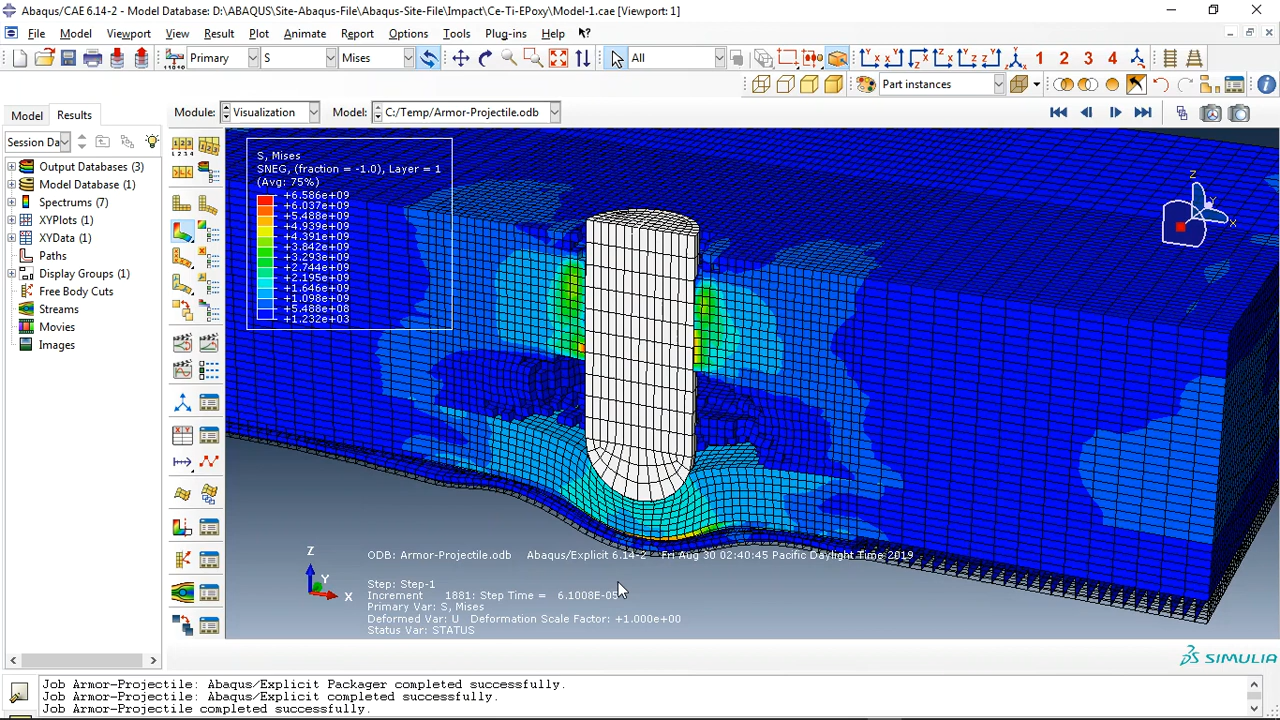 Abaqus/CAE 6.14-2 - Model Database: D:\ABAQUS\Site-Abaqus-File\Abaqus-Site-File\Impact\Ce-Ti-EPoxy\Model-1.cae [Viewport: 1]
File Model Viewport View Result Plot Animate Report Options Tools Plug-ins Help
Primary S Mises All 1 2 3 4
Part instances
Model Results Module: Visualization Model: C:/Temp/Armor-Projectile.odb
Session Da
Output Databases (3)
Model Database (1)
Spectrums (7)
XYPlots (1)
XYData (1)
Paths
Display Groups (1)
Free Body Cuts
Streams
Movies
Images
S, Mises
SNEG, (fraction = -1.0), Layer = 1
(Avg: 75%)
+6.586e+09
+6.037e+09
+5.488e+09
+4.939e+09
+4.391e+09
+3.842e+09
+3.293e+09
+2.744e+09
+2.195e+09
+1.646e+09
+1.098e+09
+5.488e+08
+1.232e+03
Z
X
ODB: Armor-Projectile.odb Abaqus/Explicit 6.14-2 Fri Aug 30 02:40:45 Pacific Daylight Time 2019
Z
Y
X
Step: Step-1
Increment 1881: Step Time = 6.1008E-05
Primary Var: S, Mises
Deformed Var: U Deformation Scale Factor: +1.000e+00
Status Var: STATUS
SIMULIA
Job Armor-Projectile: Abaqus/Explicit Packager completed successfully.
Job Armor-Projectile: Abaqus/Explicit completed successfully.
Job Armor-Projectile completed successfully.